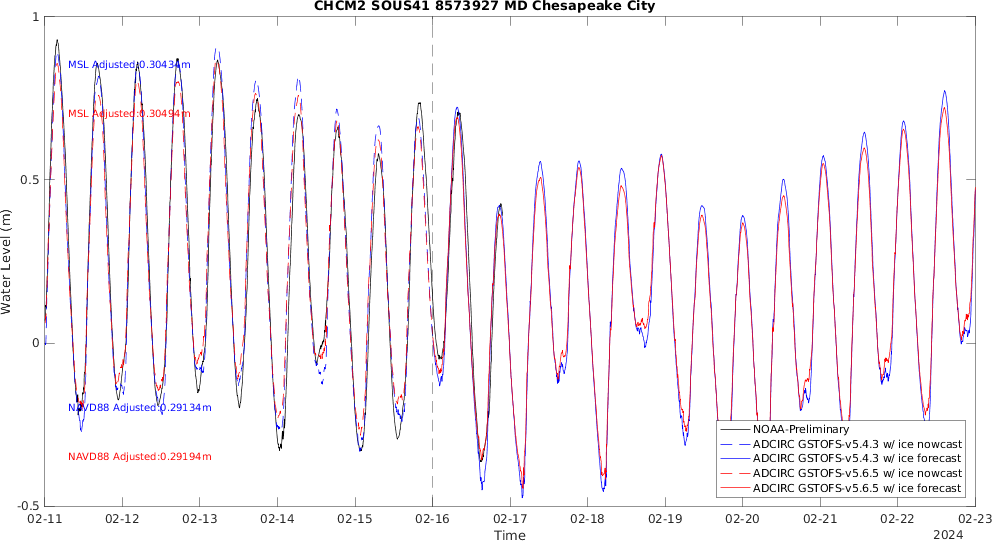 CHCM2 SOUS41 8573927 MD Chesapeake City
1
MSL Adjusted:0.30434m
MSL Adjusted:0.30494m
0.5
Water Level (m)
0
NAVD88 Adjusted:0.29134m
NAVD88 Adjusted:0.29194m
-0.5
NOAA-Preliminary
ADCIRC GSTOFS-v5.4.3 w/ ice nowcast
ADCIRC GSTOFS-v5.4.3 w/ ice forecast
ADCIRC GSTOFS-v5.6.5 w/ ice nowcast
ADCIRC GSTOFS-v5.6.5 w/ ice forecast
02-11 02-12 02-13 02-14 02-15 02-16 02-17 02-18 02-19 02-20 02-21 02-22 02-23
Time
2024